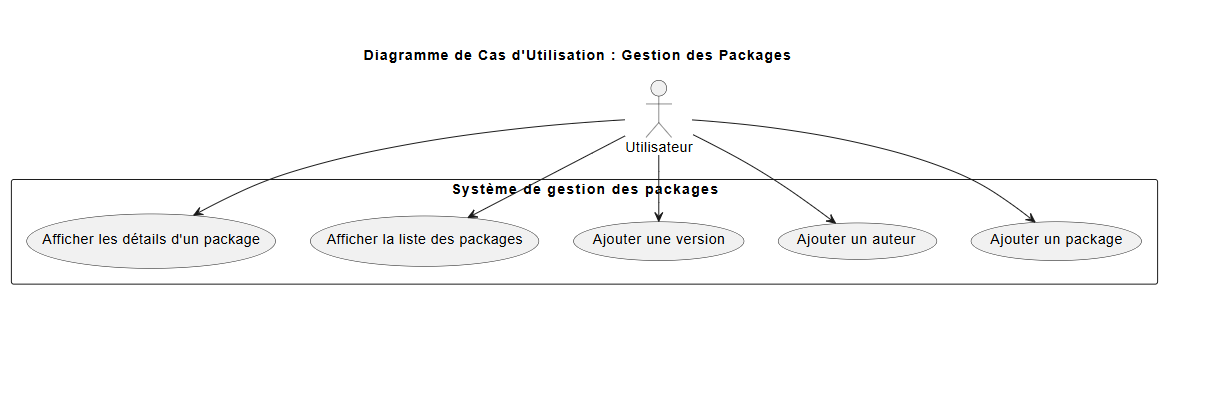 Diagramme de Cas d'Utilisation : Gestion des Packages
Utilisateur
Système de gestion des packages
Afficher les détails d'un package
Afficher la liste des packages
Ajouter une version
Ajouter un auteur
Ajouter un package